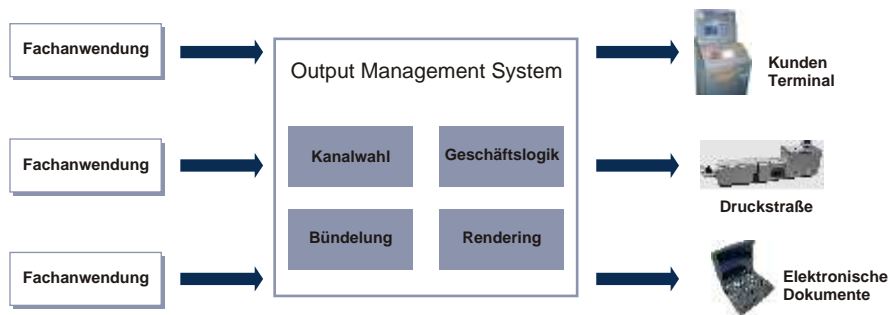 Fachanwendung
Fachanwendung
Fachanwendung
Output Management System
Kanalwahl
Geschäftslogik
Bündelung
Rendering
Kunden
Terminal
Druckstraße
Elektronische
Dokumente